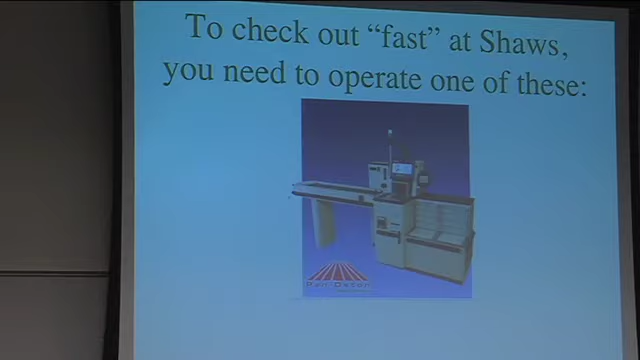 To check out “fast” at Shaws,
you need to operate one of these: